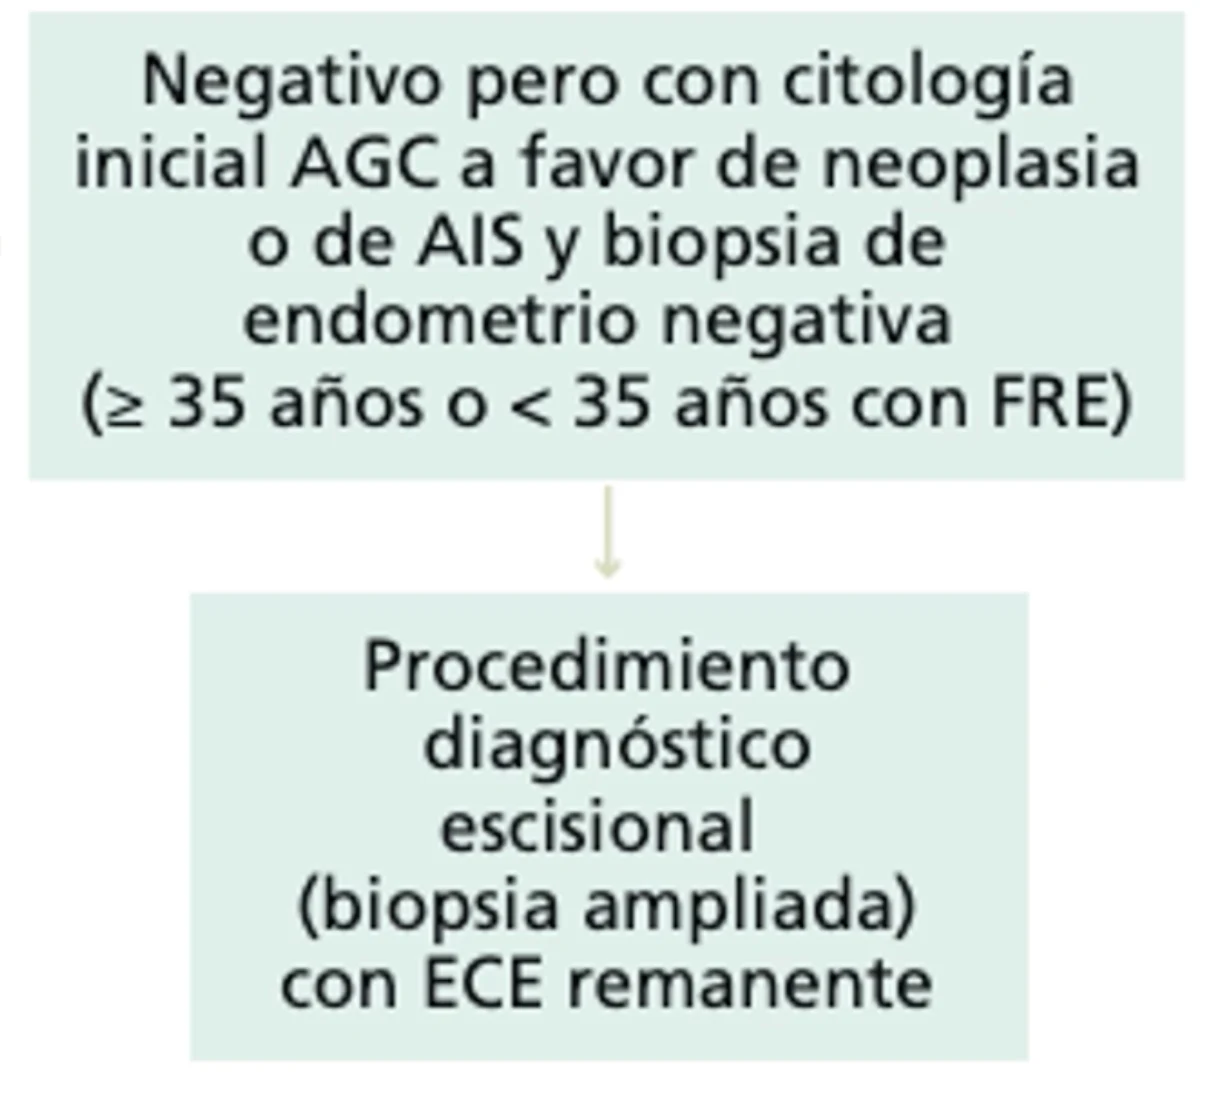 Negativo pero con citología
inicial AGC a favor de neoplasia
o de AIS y biopsia de
endometrio negativa
(≥ 35 años o < 35 años con FRE)
Procedimiento
diagnóstico
escisional
(biopsia ampliada)
con ECE remanente